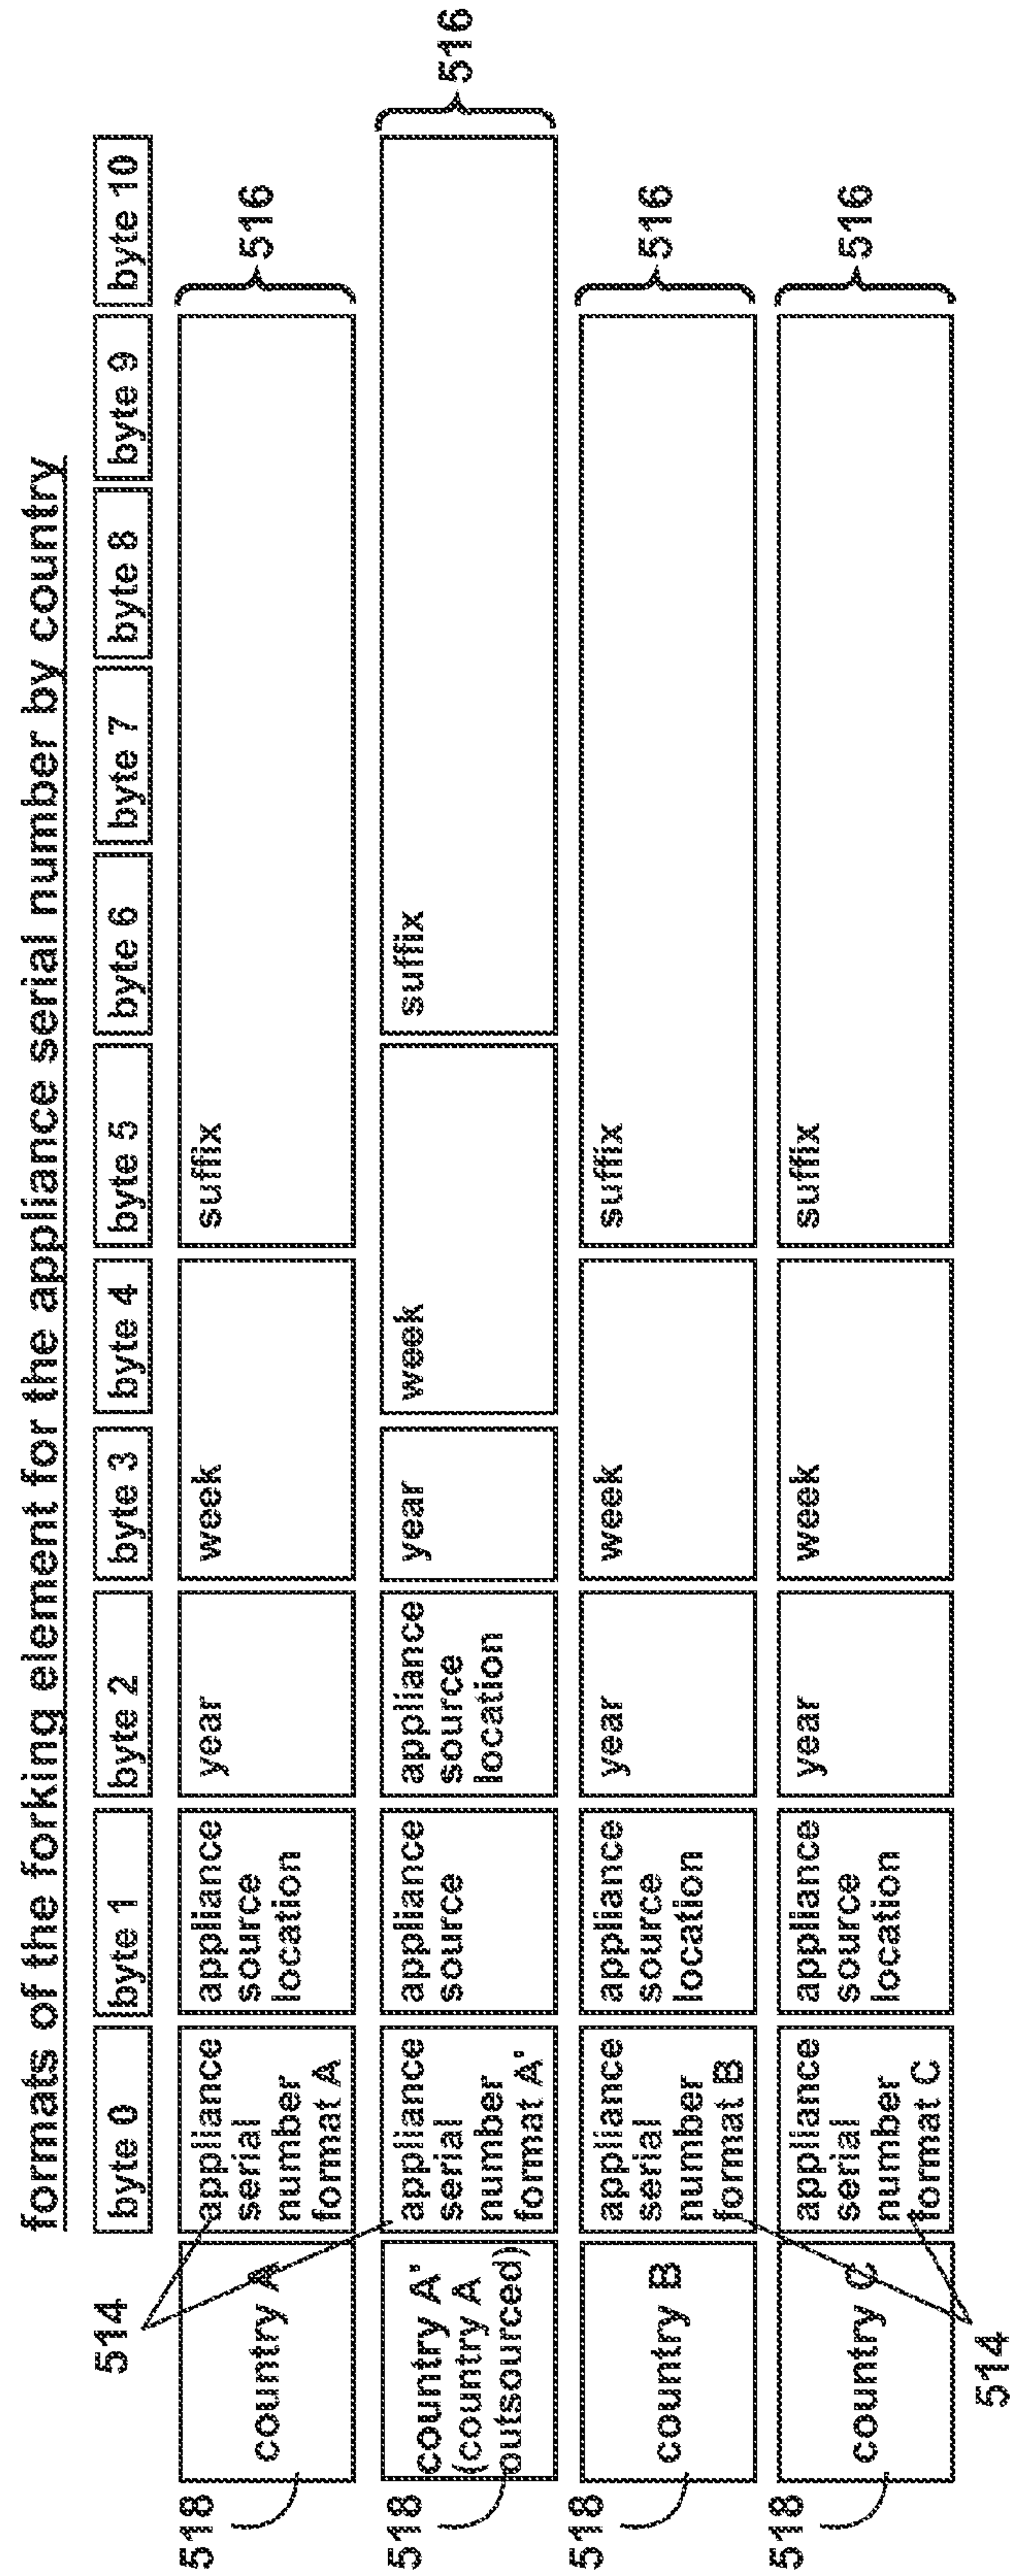 formats of the forking element for the appliance serial number by country
byte 0 byte 1 byte 2 byte 3 byte 4 byte 5 byte 6 byte 7 byte 8 byte 9 byte 10
514
518
country A
appliance
serial
number
format A
appliance
source
location
year
week
suffix
516
518
country A'
(country A
outsourced)
appliance
serial
number
format A'
appliance
source
appliance
source
location
year
week
suffix
516
518
country B
appliance
serial
number
format B
appliance
source
location
year
week
suffix
516
518
country C
appliance
serial
number
format C
appliance
source
location
year
week
suffix
516
514